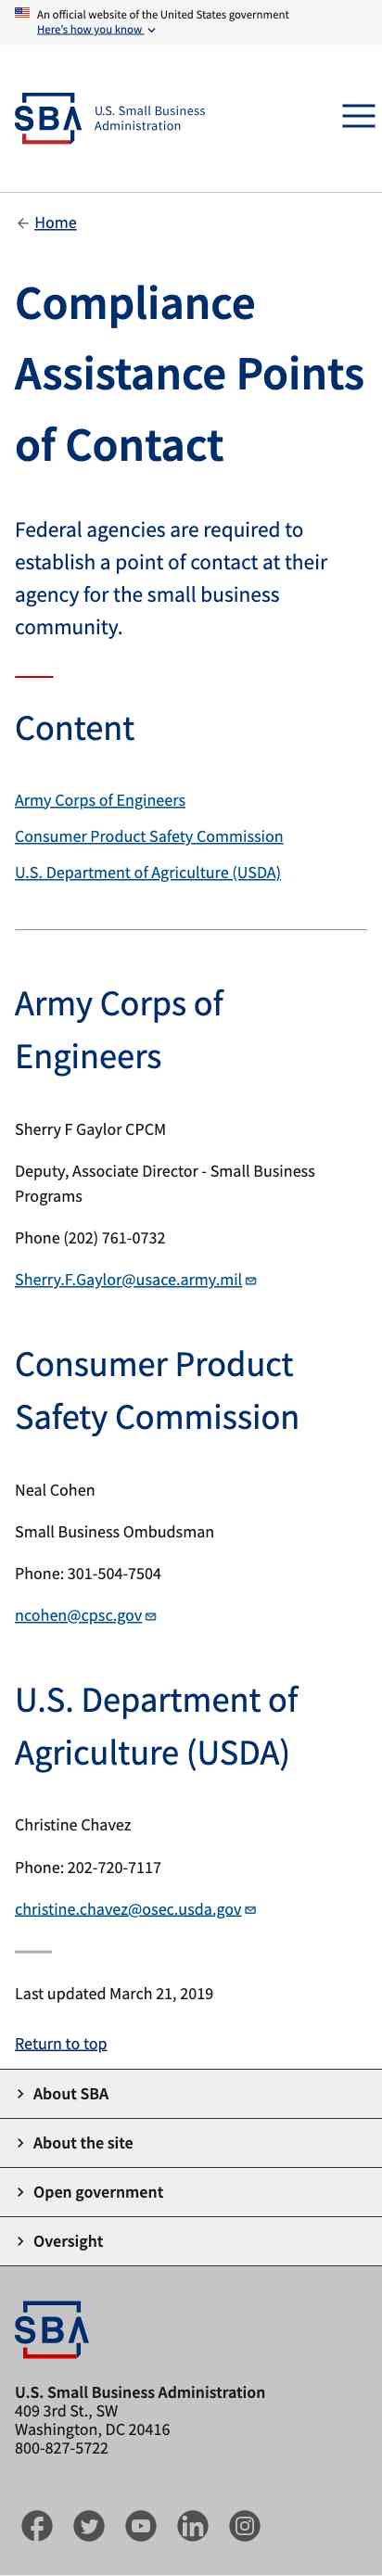 An official website of the United States government
Here's how you know
SBA
U.S. Small Business
Administration
Home
Compliance
Assistance Points
of Contact
Federal agencies are required to
establish a point of contact at their
agency for the small business
community.
Content
Army Corps of Engineers
Consumer Product Safety Commission
U.S. Department of Agriculture (USDA)
Army Corps of
Engineers
Sherry F Gaylor CPCM
Deputy, Associate Director - Small Business
Programs
Phone (202) 761-0732
Sherry.F.Gaylor@usace.army.mil
Consumer Product
Safety Commission
Neal Cohen
Small Business Ombudsman
Phone: 301-504-7504
ncohen@cpsc.gov
U.S. Department of
Agriculture (USDA)
Christine Chavez
Phone: 202-720-7117
christine.chavez@osec.usda.gov
Last updated March 21, 2019
Return to top
About SBA
About the site
Open government
Oversight
SBA
U.S. Small Business Administration
409 3rd St., SW
Washington, DC 20416
800-827-5722